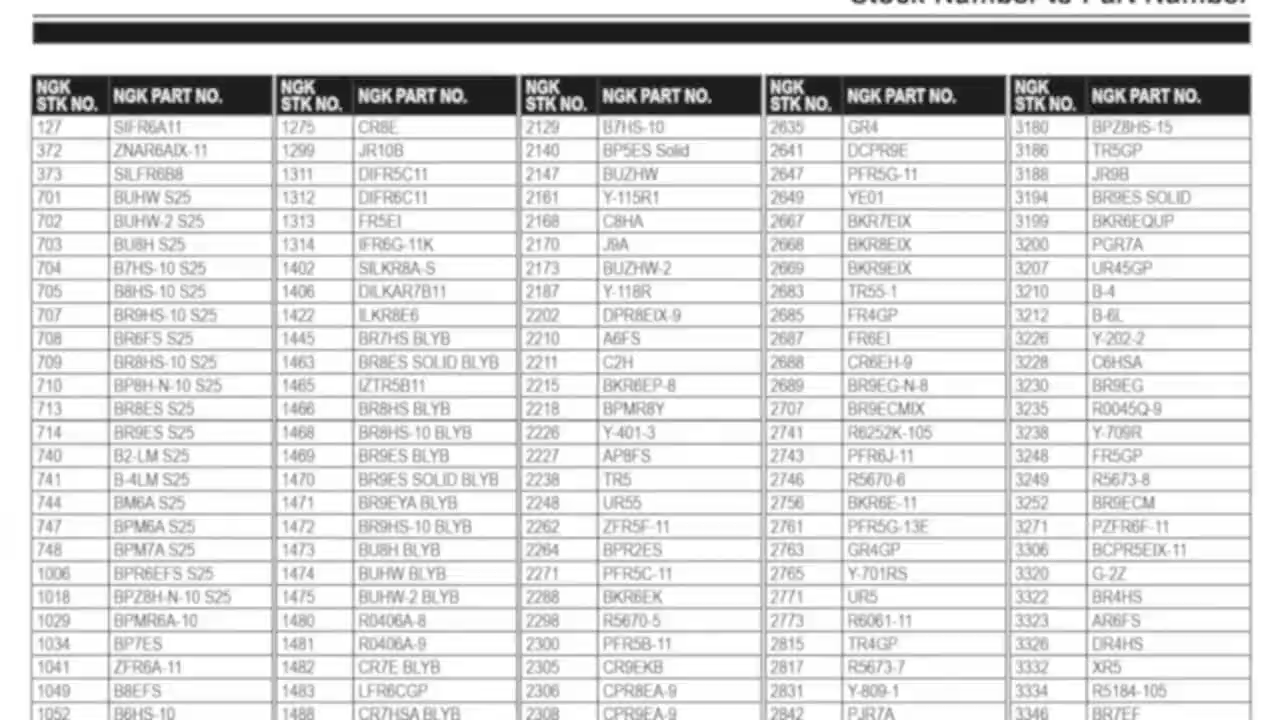 Stock Number to Part Number
NGK STK NO. NGK PART NO. NGK STK NO. NGK PART NO. NGK STK NO. NGK PART NO. NGK STK NO. NGK PART NO. NGK STK NO. NGK PART NO.
127 SIFR6A11 1275 CR8E 2129 B7HS-10 2635 GR4 3180 BPZ8HS-15
372 ZNAR6AIX-11 1299 JR10B 2140 BP5ES Solid 2641 DCPR9E 3186 TR5GP
373 SILFR6B8 1311 DIFR5C11 2147 BUZHW 2647 PFR5G-11 3188 JR9B
701 BUHW S25 1312 DIFR6C11 2161 Y-115R1 2649 YE01 3194 BR9ES SOLID
702 BUHW-2 S25 1313 FR5EI 2168 C8HA 2667 BKR7EIX 3199 BKR6EQUP
703 BU8H S25 1314 IFR6G-11K 2170 J9A 2668 BKR8EIX 3200 PGR7A
704 B7HS-10 S25 1402 SILKR8A-S 2173 BUZHW-2 2669 BKR9EIX 3207 UR45GP
705 B8HS-10 S25 1406 DILKAR7B11 2187 Y-118R 2683 TR55-1 3210 B-4
707 BR9HS-10 S25 1422 ILKR8E6 2202 DPR8EIX-9 2685 FR4GP 3212 B-6L
708 BR6FS S25 1445 BR7HS BLYB 2210 A6FS 2687 FR6EI 3226 Y-202-2
709 BR8HS-10 S25 1463 BR8ES SOLID BLYB 2211 C2H 2688 CR6EH-9 3228 C6HSA
710 BP8H-N-10 S25 1465 IZTR5B11 2215 BKR6EP-8 2689 BR9EG-N-8 3230 BR9EG
713 BR8ES S25 1466 BR8HS BLYB 2218 BPMR8Y 2707 BR9ECMIX 3235 R0045Q-9
714 BR9ES S25 1468 BR8HS-10 BLYB 2226 Y-401-3 2741 R6252K-105 3238 Y-709R
740 B2-LM S25 1469 BR9ES BLYB 2227 AP8FS 2743 PFR6J-11 3248 FR5GP
741 B-4LM S25 1470 BR9ES SOLID BLYB 2238 TR5 2746 R5670-6 3249 R5673-8
744 BM6A S25 1471 BR9EYA BLYB 2248 UR55 2756 BKR6E-11 3252 BR9ECM
747 BPM6A S25 1472 BR9HS-10 BLYB 2262 ZFR5F-11 2761 PFR5G-13E 3271 PZFR6F-11
748 BPM7A S25 1473 BU8H BLYB 2264 BPR2ES 2763 GR4GP 3306 BCPR5EIX-11
1006 BPR6EFS S25 1474 BUHW BLYB 2271 PFR5C-11 2765 Y-701RS 3320 G-2Z
1018 BPZ8H-N-10 S25 1475 BUHW-2 BLYB 2288 BKR6EK 2771 UR5 3322 BR4HS
1029 BPMR6A-10 1480 R0406A-8 2298 R5670-5 2773 R6061-11 3323 AR6FS
1034 BP7ES 1481 R0406A-9 2300 PFR5B-11 2815 TR4GP 3326 DR4HS
1041 ZFR6A-11 1482 CR7E BLYB 2305 CR9EKB 2817 R5673-7 3332 XR5
1049 B8EFS 1483 LFR6CGP 2306 CPR8EA-9 2831 Y-809-1 3334 R5184-105
1052 B6HS-10 1488 CR7HSA BLYB 2308 CPR9EA-9 2842 PJR7A 3346 BR7EF